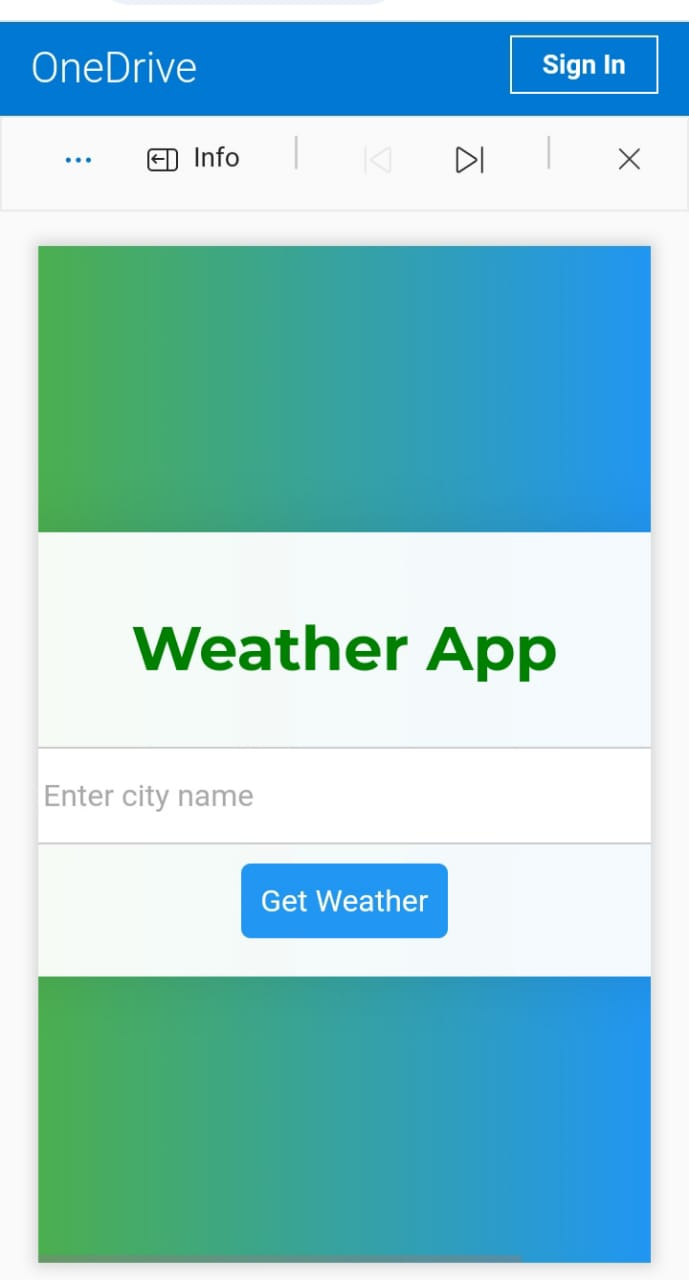 OneDrive
Sign In
Info
Weather App
Enter city name
Get Weather